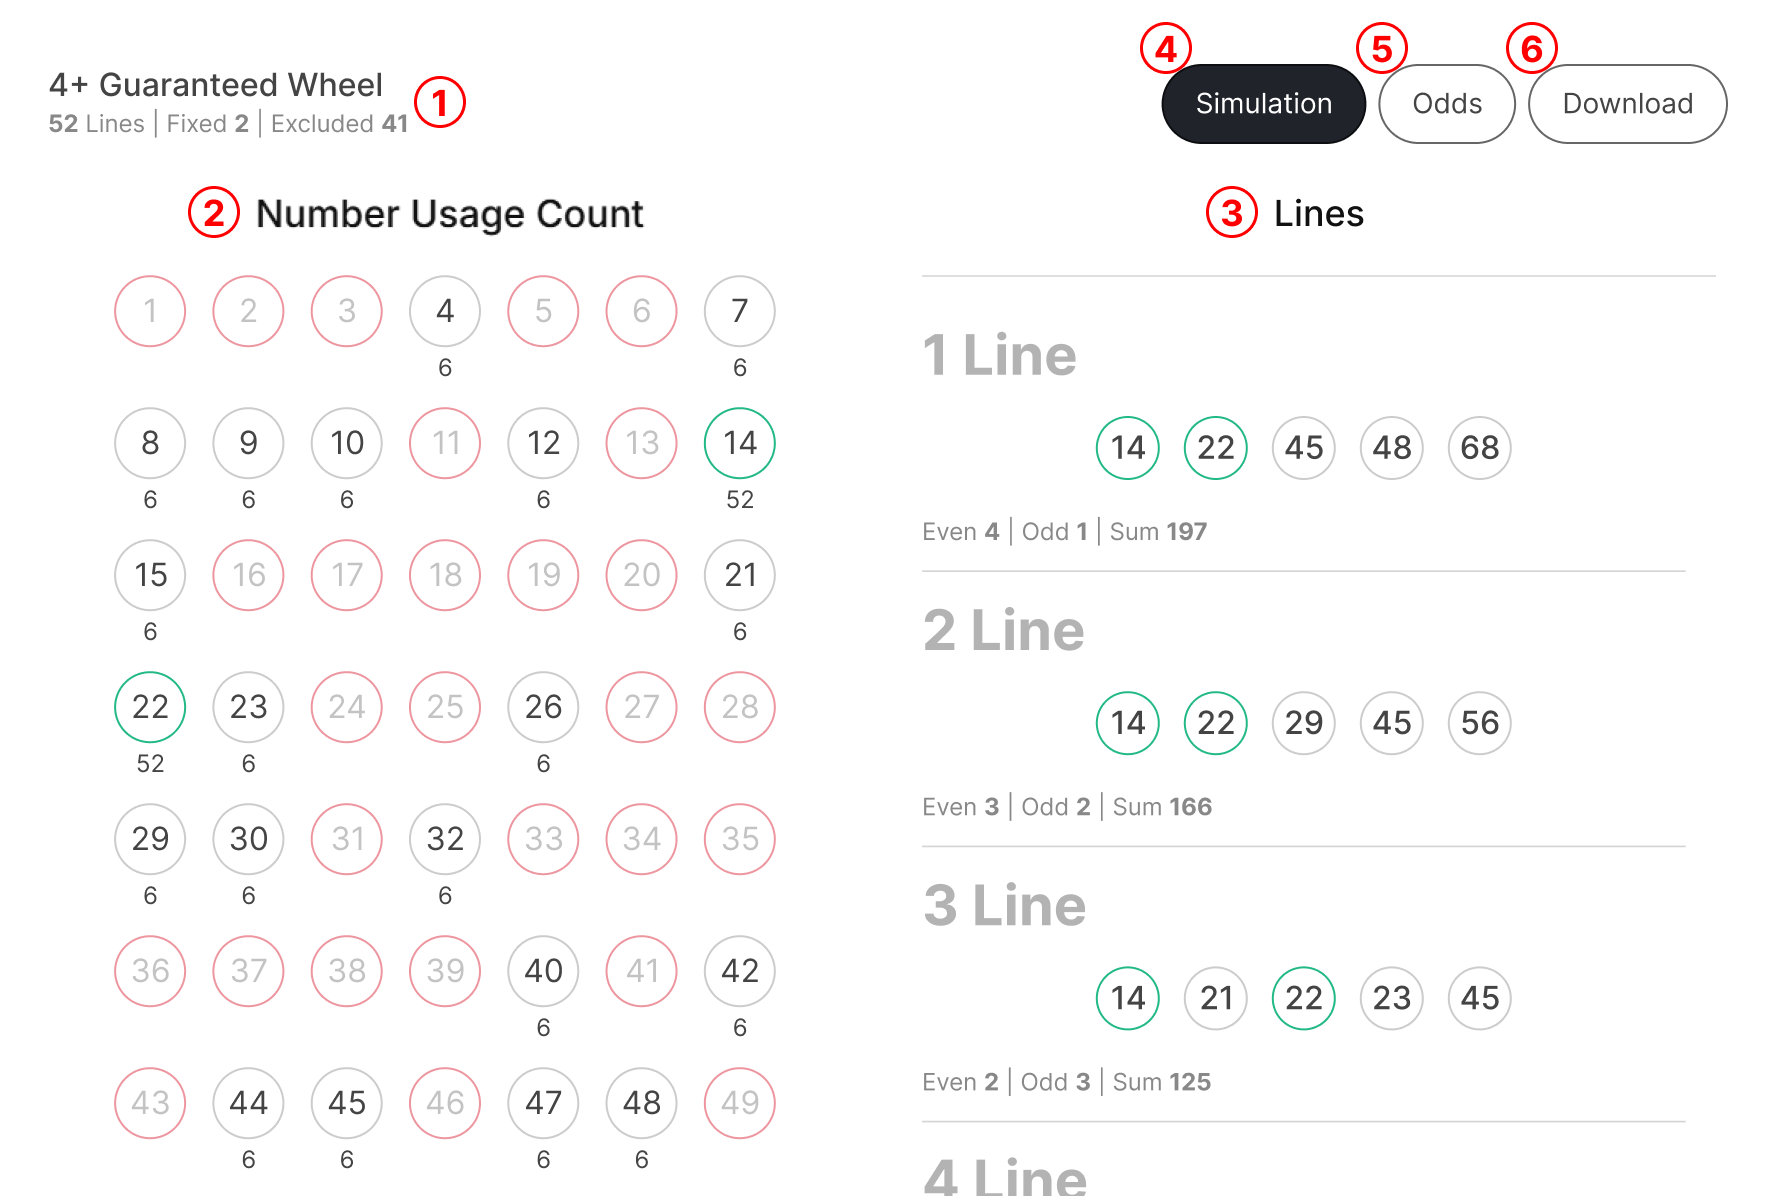 4+ Guaranteed Wheel
52 Lines | Fixed 2 | Excluded 41
1
4
Simulation
5
Odds
6
Download
2 Number Usage Count
1 2 3 4 5 6 7
6 6
8 9 10 11 12 13 14
6 6 6 6 52
15 16 17 18 19 20 21
6 6
22 23 24 25 26 27 28
52 6 6
29 30 31 32 33 34 35
6 6 6
36 37 38 39 40 41 42
6 6
43 44 45 46 47 48 49
6 6 6 6
3 Lines
1 Line
14 22 45 48 68
Even 4 | Odd 1 | Sum 197
2 Line
14 22 29 45 56
Even 3 | Odd 2 | Sum 166
3 Line
14 21 22 23 45
Even 2 | Odd 3 | Sum 125
4 Line